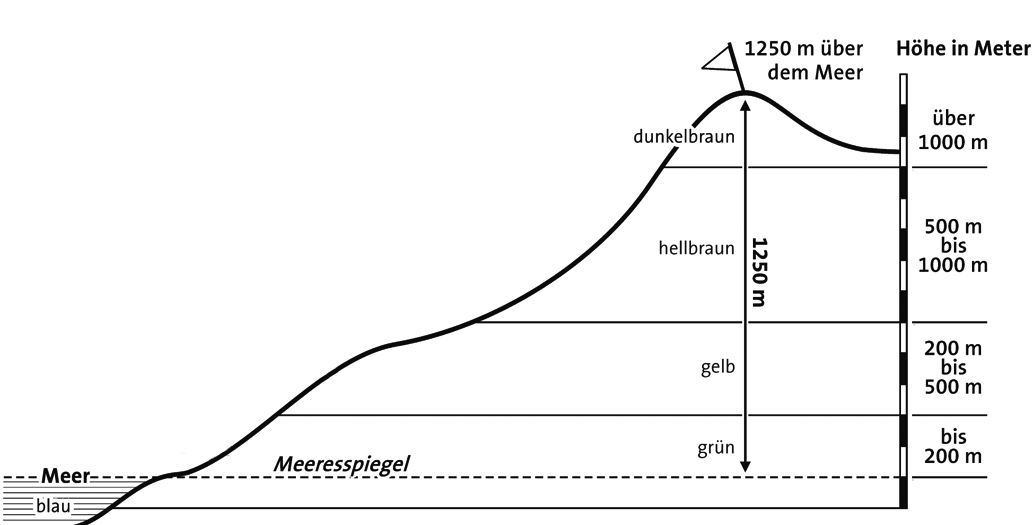 1250 m über
dem Meer
Höhe in Meter
dunkelbraun
über
1000 m
hellbraun
1250 m
500 m
bis
1000 m
gelb
200 m
bis
500 m
grün
bis
200 m
Meeresspiegel
Meer
blau